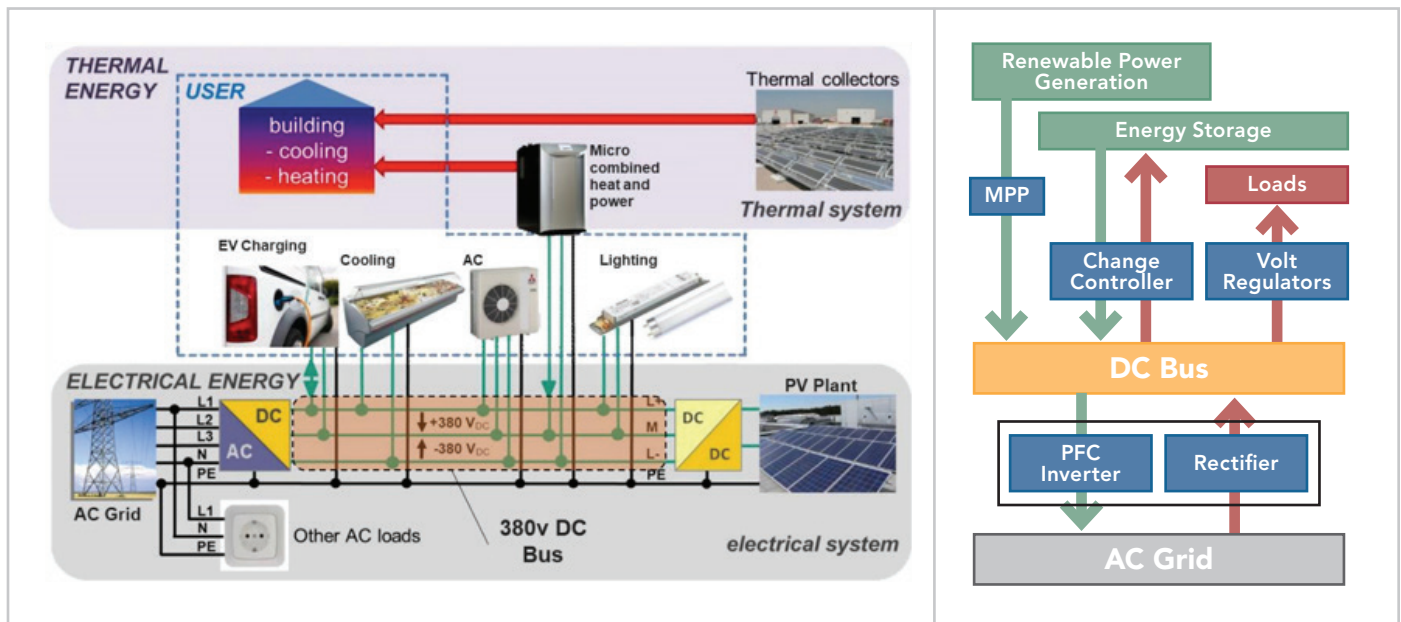 THERMAL
ENERGY
USER
Thermal collectors
building
- cooling
- heating
Micro
combined
heat and
power
Thermal system
EV Charging
Cooling
AC
Lighting
ELECTRICAL ENERGY
PV Plant
L1
L2
L3
N
PE
DC
AC
+380 VDC
-380 VDC
L+
M
L-
PE
DC
DC
AC Grid
L1
N
PE
Other AC loads
380v DC
Bus
electrical system
Renewable Power
Generation
Energy Storage
MPP
Loads
Change
Controller
Volt
Regulators
DC Bus
PFC
Inverter
Rectifier
AC Grid